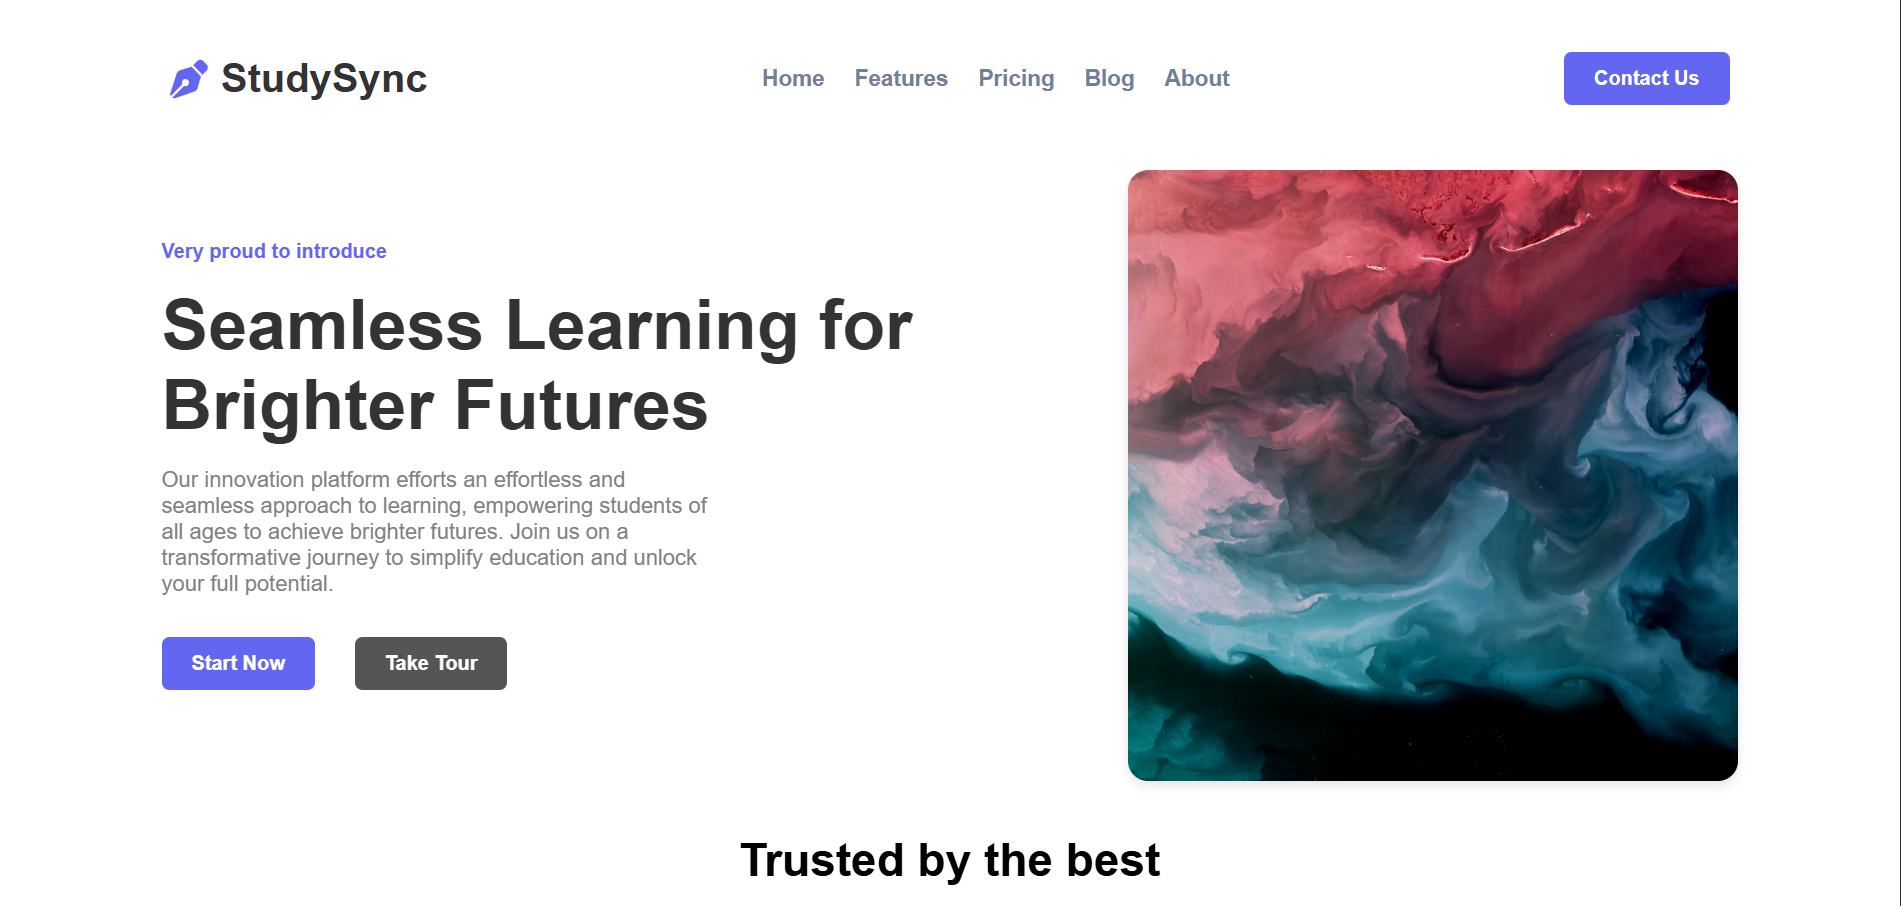 StudySync
Home Features Pricing Blog About
Contact Us
Very proud to introduce
Seamless Learning for
Brighter Futures
Our innovation platform efforts an effortless and
seamless approach to learning, empowering students of
all ages to achieve brighter futures. Join us on a
transformative journey to simplify education and unlock
your full potential.
Start Now
Take Tour
Trusted by the best